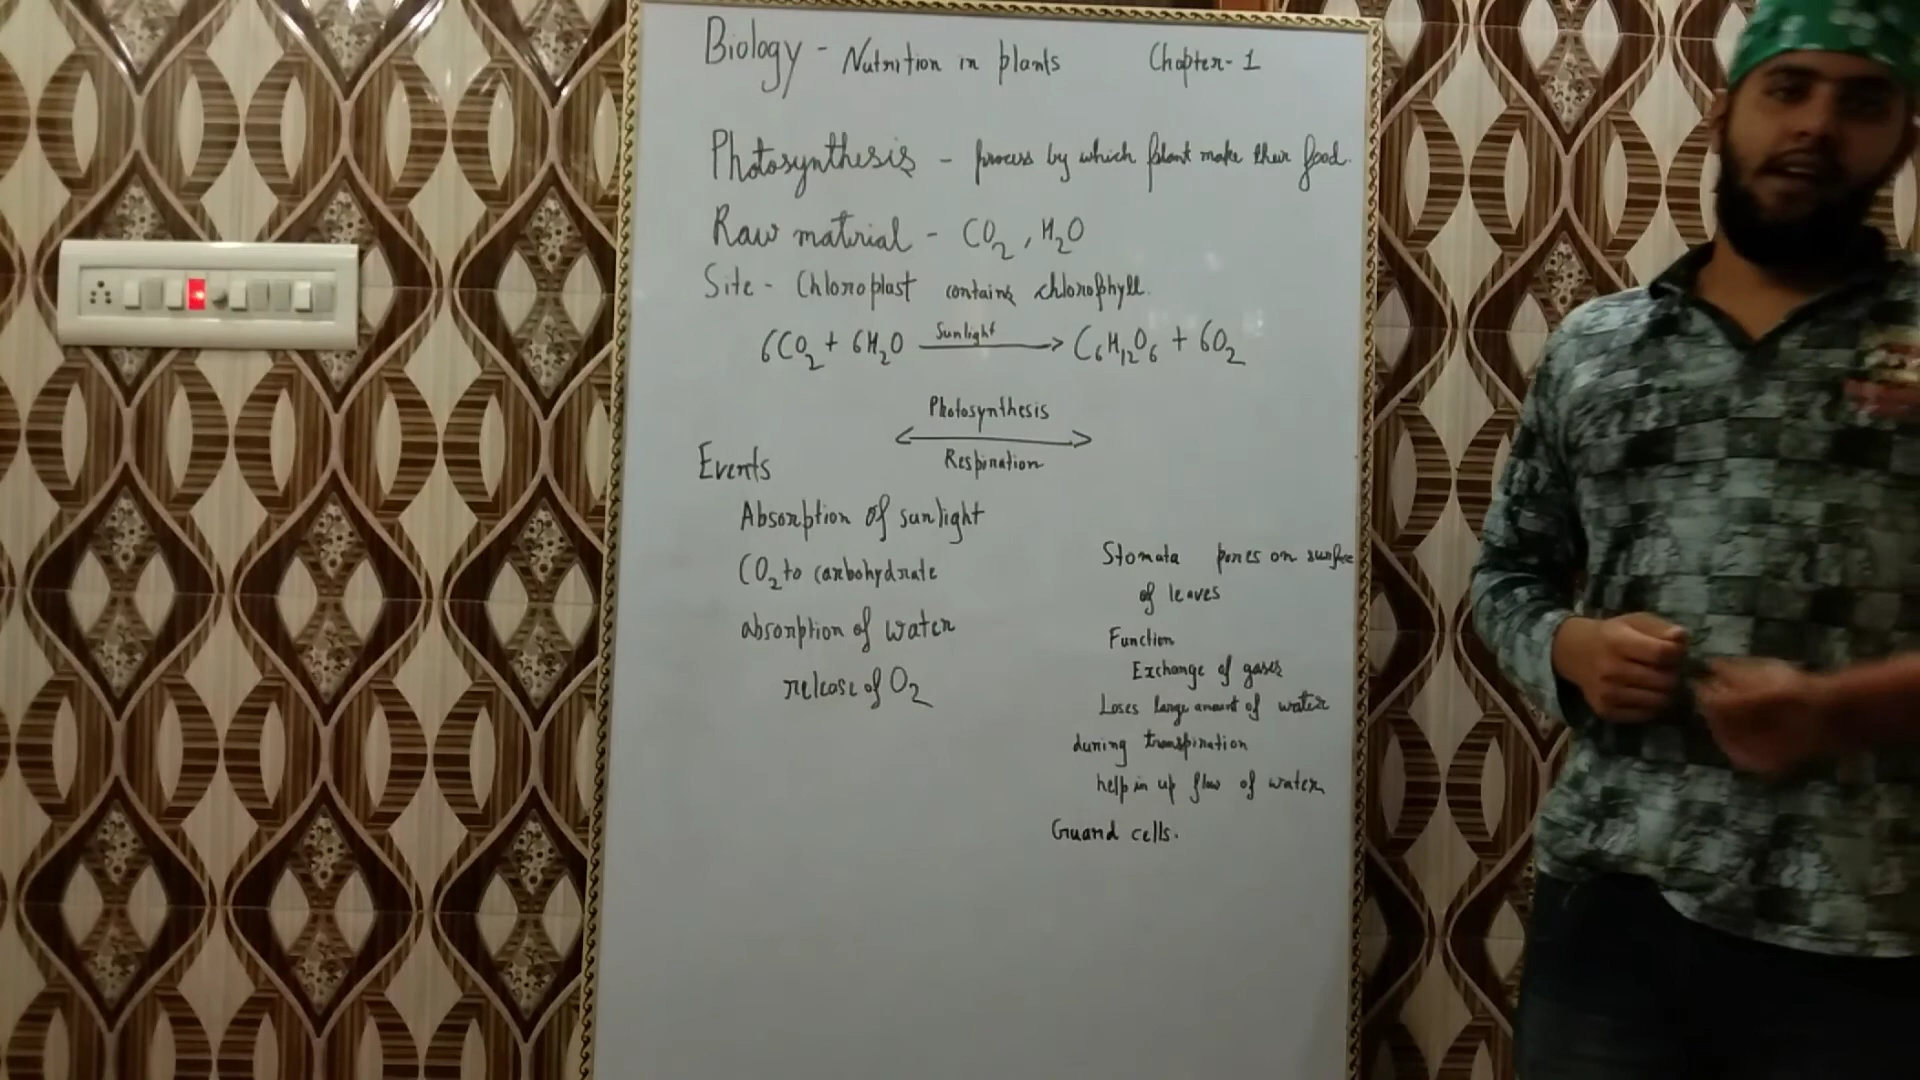 Biology - Nutrition in plants Chapter-1
Photosynthesis - process by which plant make their food.
Raw material - CO2, H2O
Site - Chloroplast contains chlorophyll.
6CO2 + 6H2O Sunlight → C6H12O6 + 6O2
Photosynthesis
Respiration
Events
Absorption of sunlight
CO2 to carbohydrate
absorption of water
release of O2
Stomata pores on surface
of leaves
Function
Exchange of gases
Loses large amount of water
during transpiration
help in up flow of water
Guard cells.